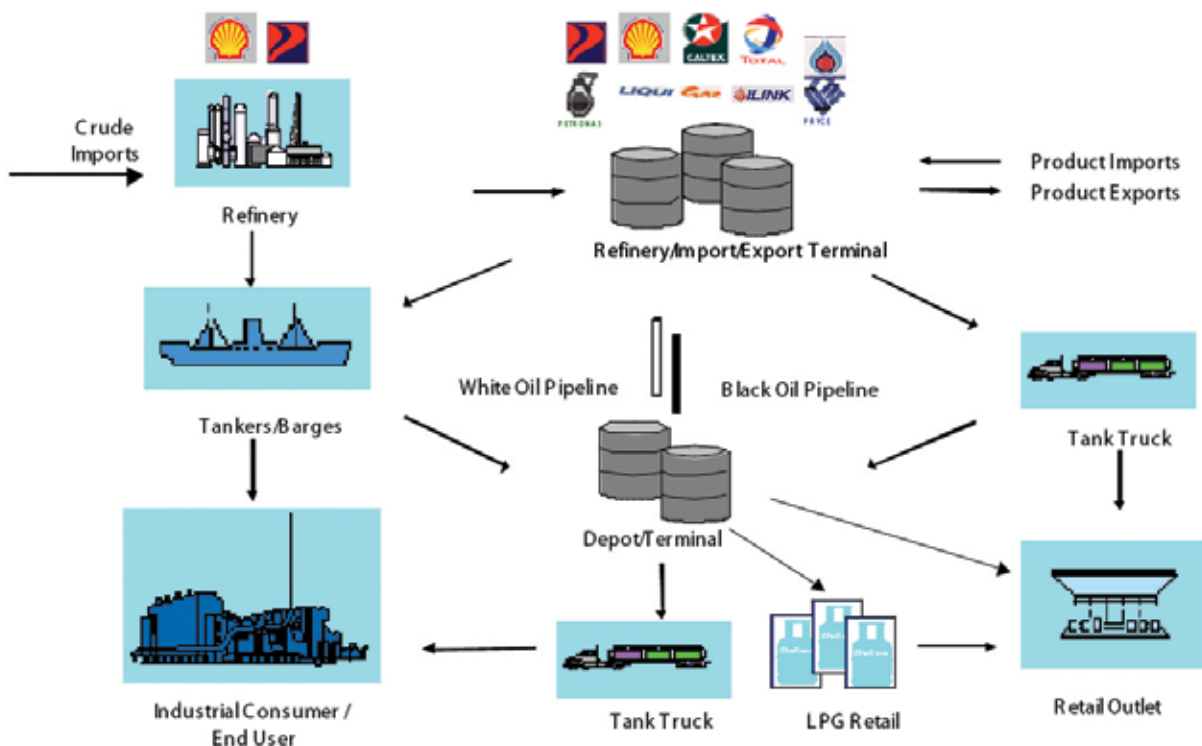 CALTEX
TOTAL
PETRONAS
LIQUI
GAZ
OILINK
PRYCE
Crude
Imports
Product Imports
Product Exports
Refinery
Refinery/Import/Export Terminal
White Oil Pipeline
Black Oil Pipeline
Tankers/Barges
Tank Truck
Depot/Terminal
Industrial Consumer /
End User
Tank Truck
LPG Retail
Retail Outlet